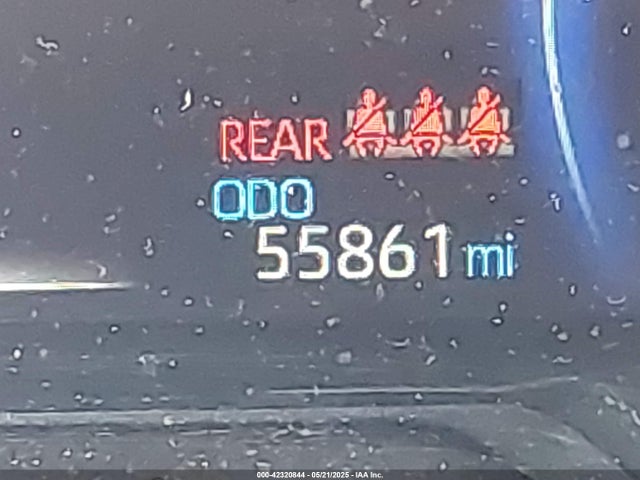 REAR
ODO
55861 mi
000-42320844 - 05/21/2025 - IAA Inc.